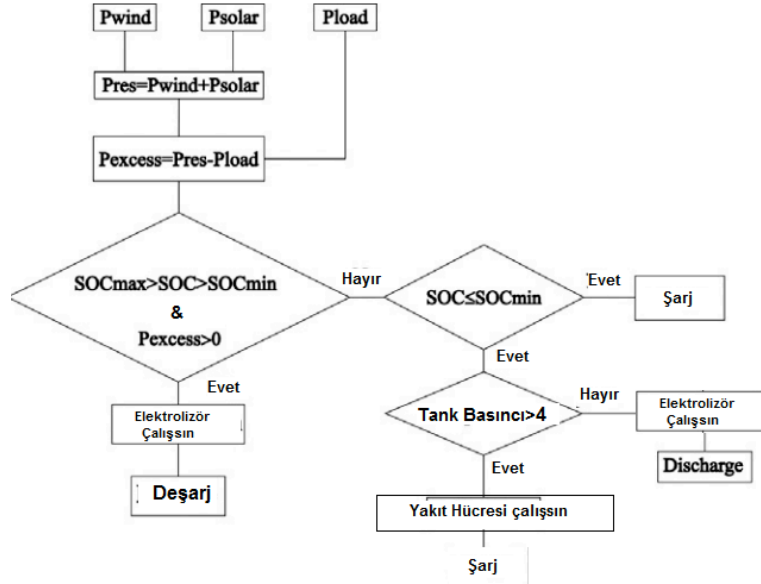 Pwind
Psolar
Pload
Pres=Pwind+Psolar
Pexcess=Pres-Pload
SOCmax>SOC>SOCmin
&
Pexcess>0
Hayır
SOC≤SOCmin
Evet
Şarj
Evet
Evet
Elektrolizör
Çalışsın
Deşarj
Tank Basıncı>4
Hayır
Elektrolizör
Çalışsın
Discharge
Evet
Yakıt Hücresi çalışsın
Şarj